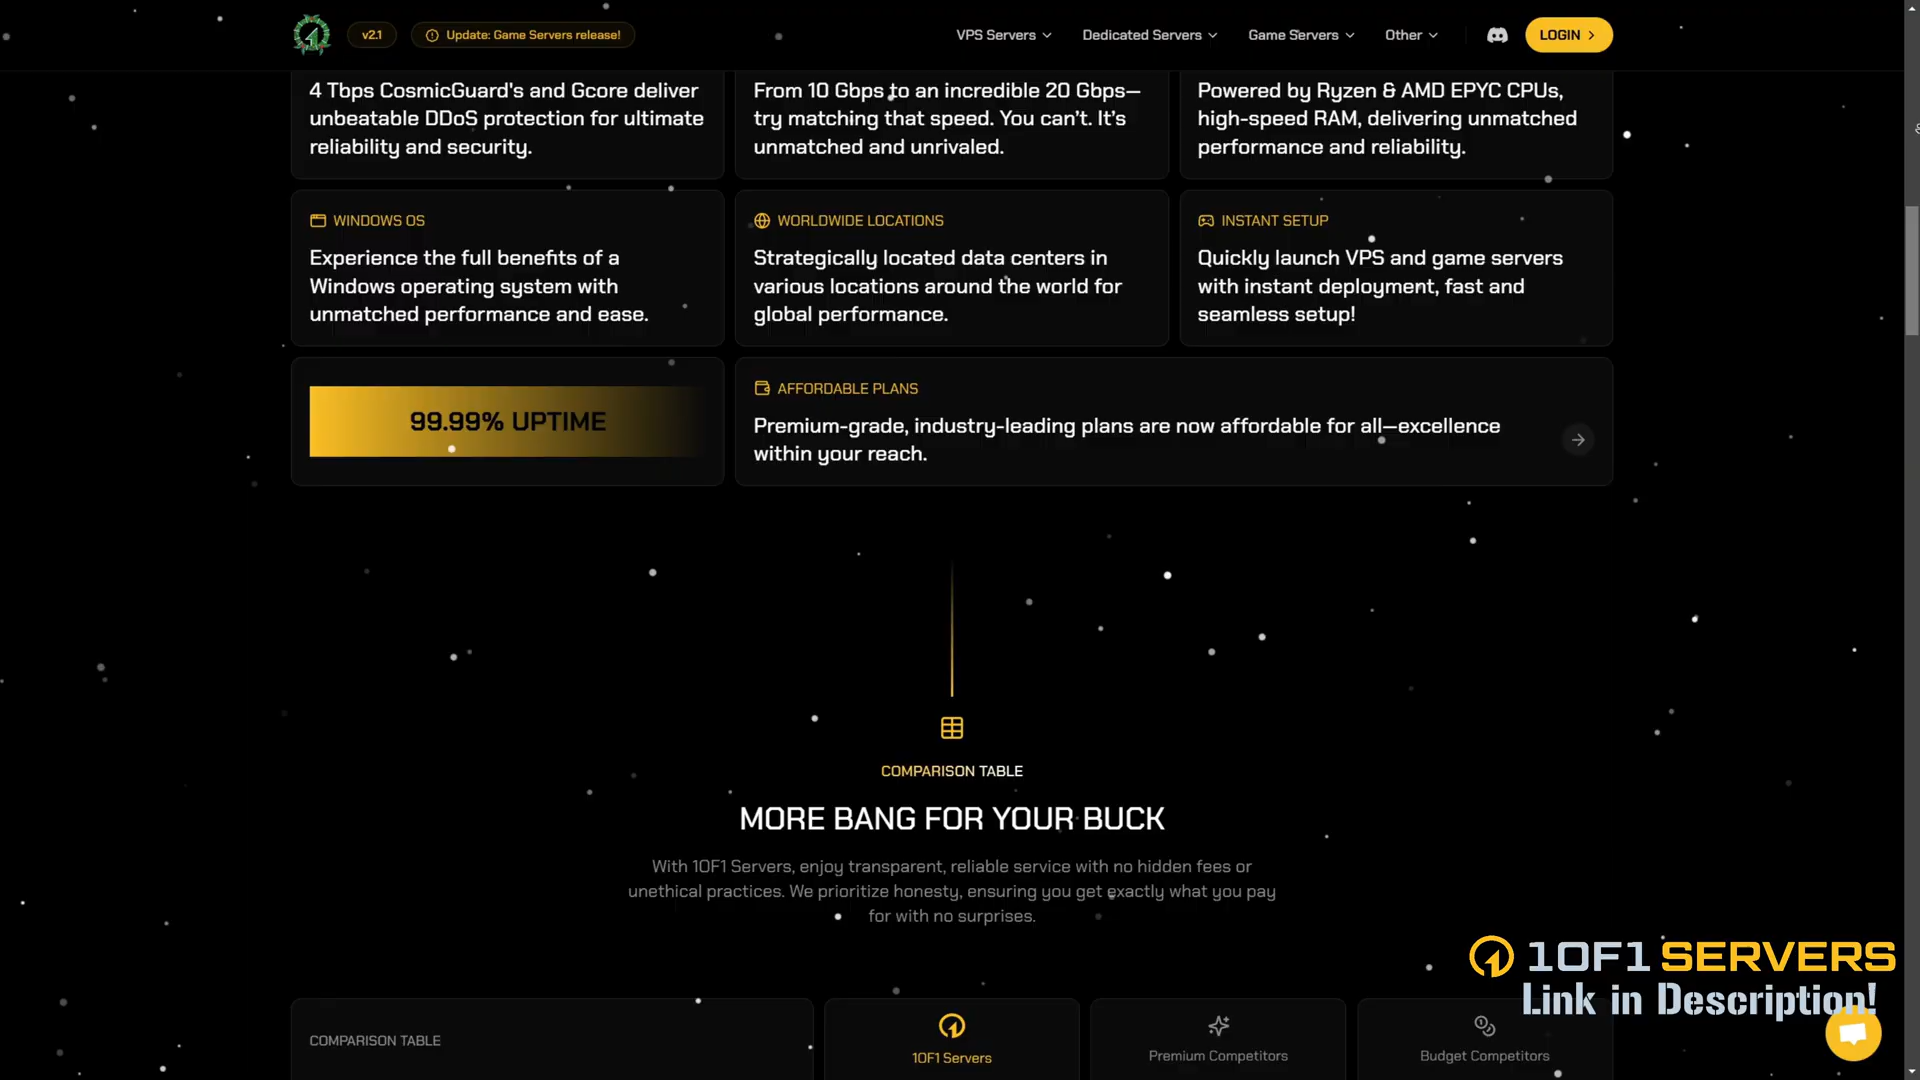 v2.1
Update: Game Servers release!
VPS Servers
Dedicated Servers
Game Servers
Other
LOGIN
4 Tbps CosmicGuard's and Gcore deliver
unbeatable DDoS protection for ultimate
reliability and security.
From 10 Gbps to an incredible 20 Gbps—
try matching that speed. You can't. It's
unmatched and unrivaled.
Powered by Ryzen & AMD EPYC CPUs,
high-speed RAM, delivering unmatched
performance and reliability.
WINDOWS OS
Experience the full benefits of a
Windows operating system with
unmatched performance and ease.
WORLDWIDE LOCATIONS
Strategically located data centers in
various locations around the world for
global performance.
INSTANT SETUP
Quickly launch VPS and game servers
with instant deployment, fast and
seamless setup!
99.99% UPTIME
AFFORDABLE PLANS
Premium-grade, industry-leading plans are now affordable for all—excellence
within your reach.
COMPARISON TABLE
MORE BANG FOR YOUR BUCK
With 1OF1 Servers, enjoy transparent, reliable service with no hidden fees or
unethical practices. We prioritize honesty, ensuring you get exactly what you pay
for with no surprises.
1OF1 SERVERS
Link in Description!
COMPARISON TABLE
1OF1 Servers
Premium Competitors
Budget Competitors